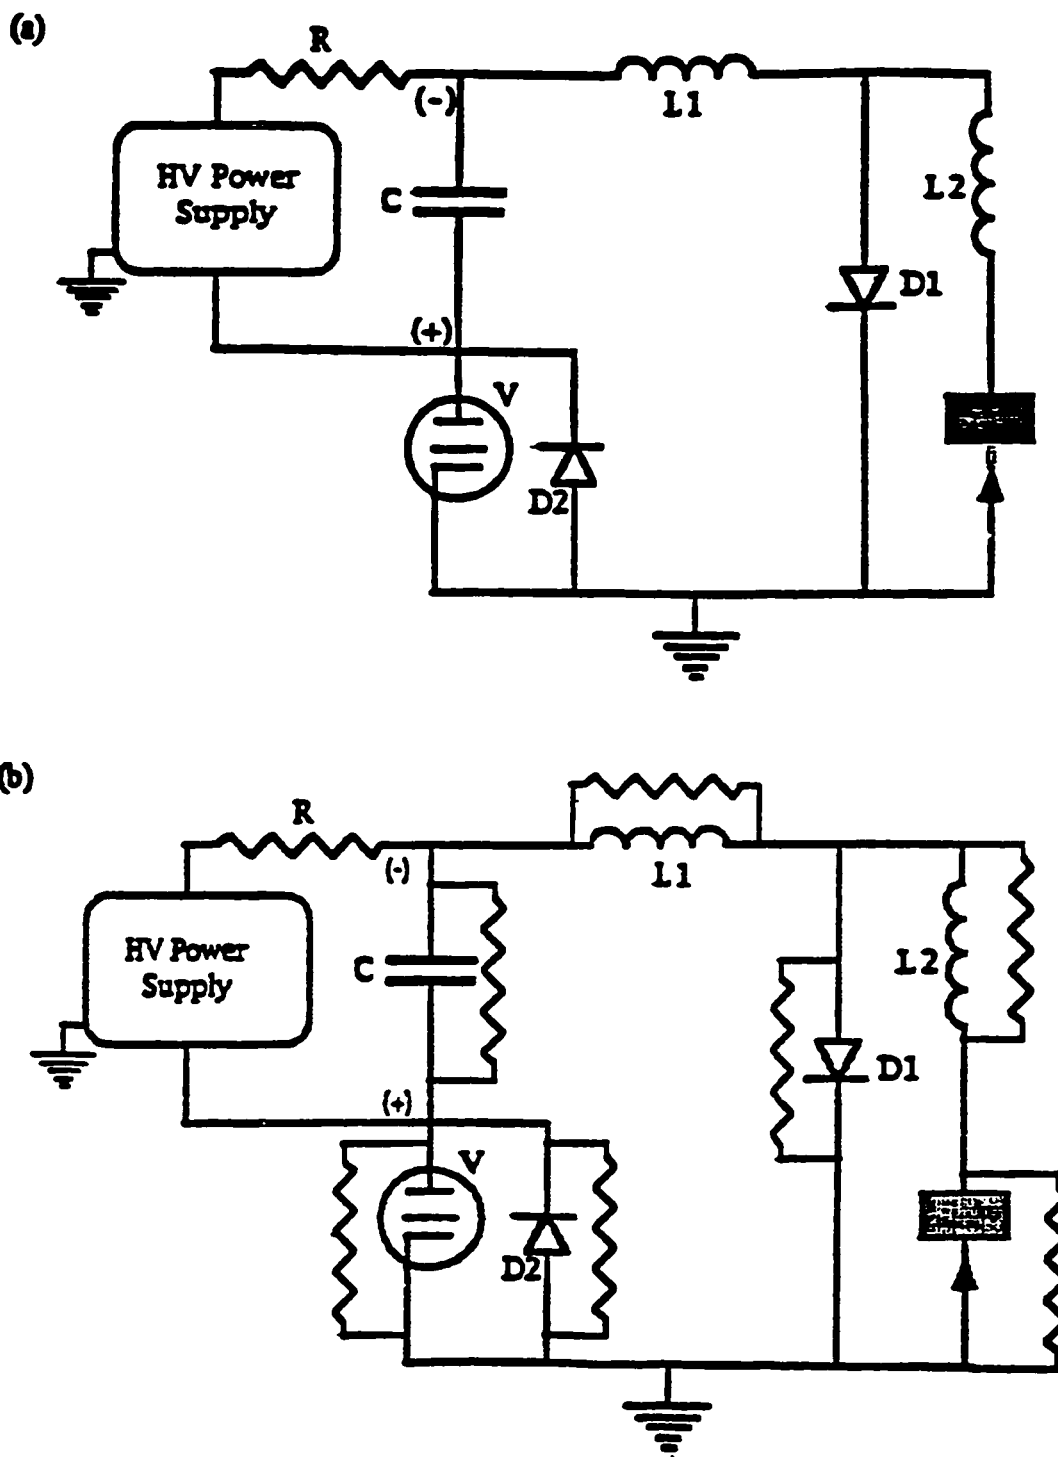 (a)
R
(-)
L1
HV Power
Supply
C
L2
D1
(+)
V
D2
(b)
R
(-)
L1
HV Power
Supply
C
L2
D1
(+)
V
D2